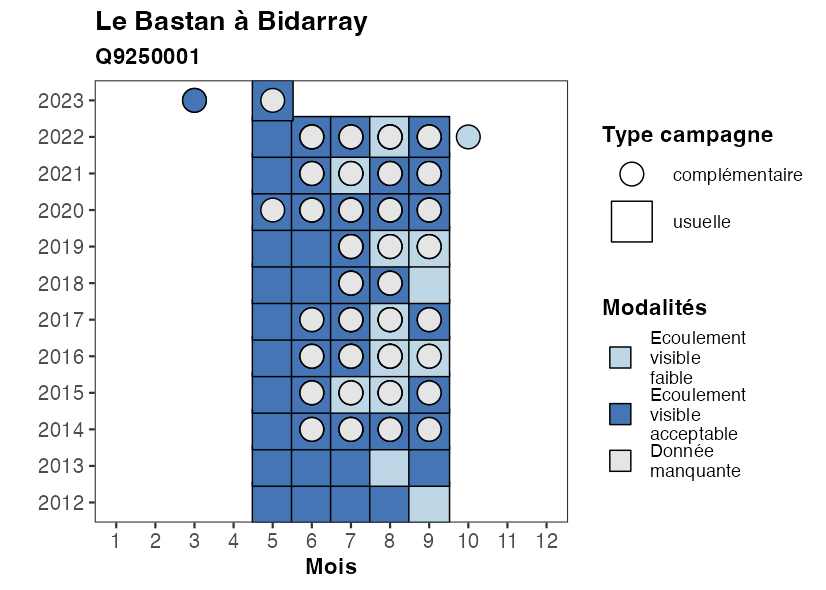 Le Bastan à Bidarray
Q9250001
2023
2022
2021
2020
2019
2018
2017
2016
2015
2014
2013
2012
1 2 3 4 5 6 7 8 9 10 11 12
Mois
Type campagne
complémentaire
usuelle
Modalités
Ecoulement
visible
faible
Ecoulement
visible
acceptable
Donnée
manquante